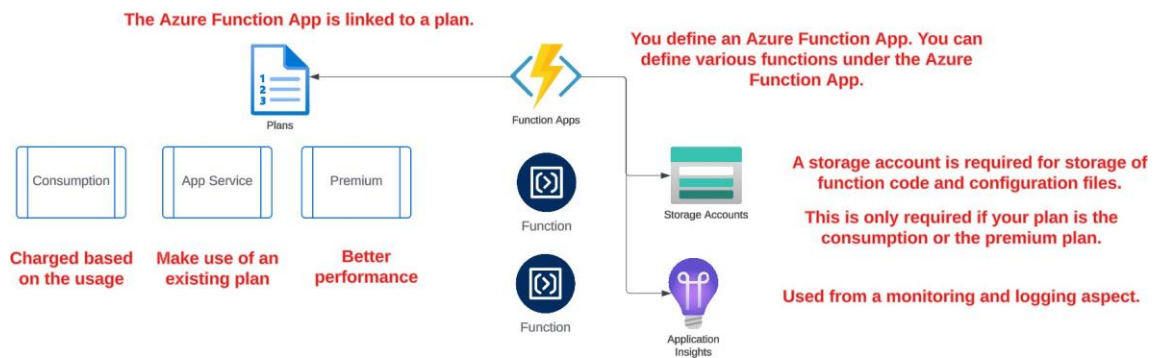 The Azure Function App is linked to a plan.
1
2
3
Plans
Consumption
App Service
Premium
Charged based
on the usage
Make use of an
existing plan
Better
performance
Function Apps
Function
Function
You define an Azure Function App. You can
define various functions under the Azure
Function App.
Storage Accounts
A storage account is required for storage of
function code and configuration files.
This is only required if your plan is the
consumption or the premium plan.
Application
Insights
Used from a monitoring and logging aspect.